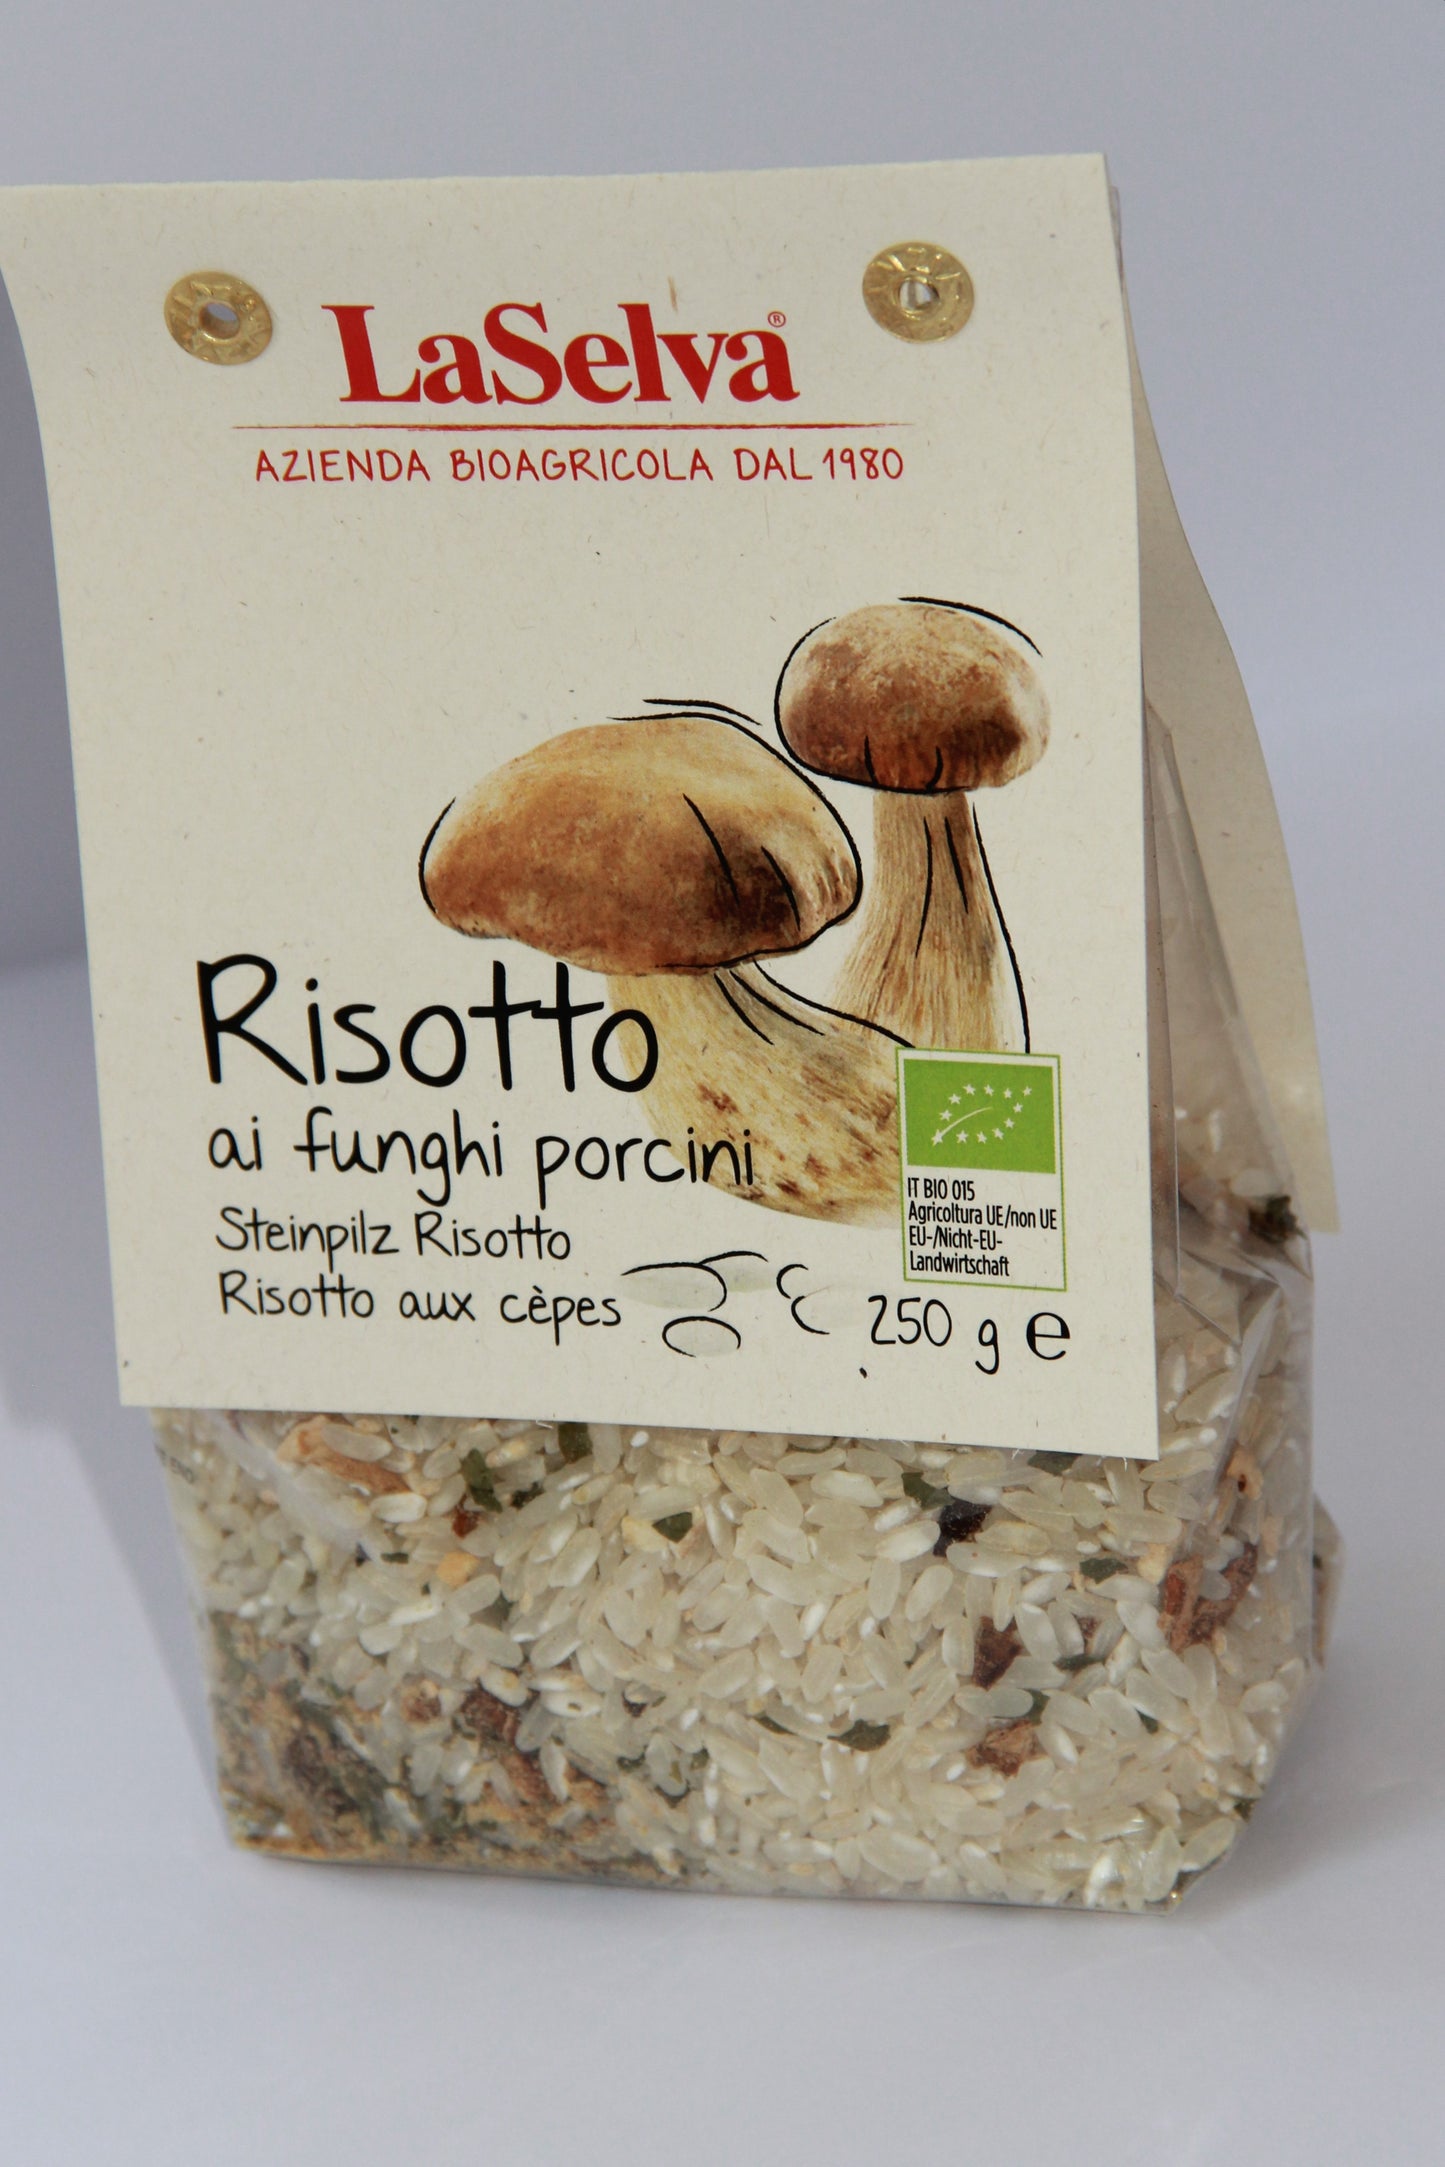 LaSelva®
AZIENDA BIOAGRICOLA DAL 1980
Risotto
ai funghi porcini
Steinpilz Risotto
Risotto aux cèpes
IT BIO 015
Agricoltura UE/non UE
EU-/Nicht-EU-
Landwirtschaft
250 g e